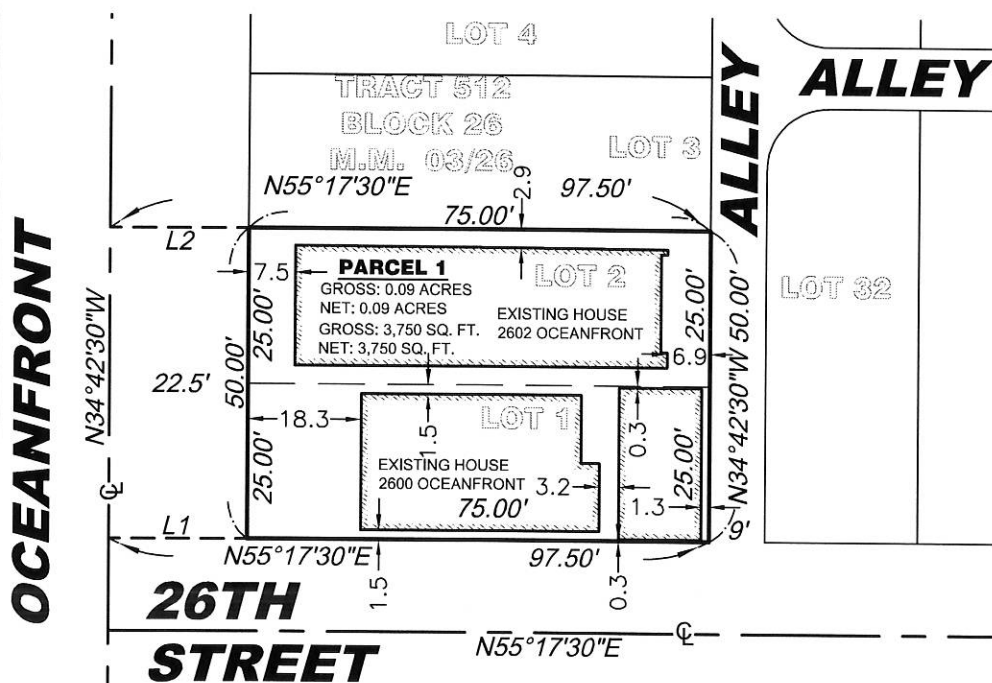 LOT 4
TRACT 512
BLOCK 26
M.M. 03/26
LOT 3
ALLEY
ALLEY
N55°17'30"E
2.9
97.50'
75.00'
OCEANFRONT
L2
7.5
PARCEL 1
GROSS: 0.09 ACRES
NET: 0.09 ACRES
GROSS: 3,750 SQ. FT.
NET: 3,750 SQ. FT.
LOT 2
EXISTING HOUSE
2602 OCEANFRONT
25.00'
25.00'
6.9
N34°42'30"W 50.00'
LOT 32
N34°42'30"W
22.5'
50.00'
18.3
1.5
LOT 1
0.3
25.00'
EXISTING HOUSE
2600 OCEANFRONT
3.2
75.00'
1.3
25.00'
9'
CL
L1
N55°17'30"E
97.50'
1.5
0.3
26TH
STREET
N55°17'30"E
CL